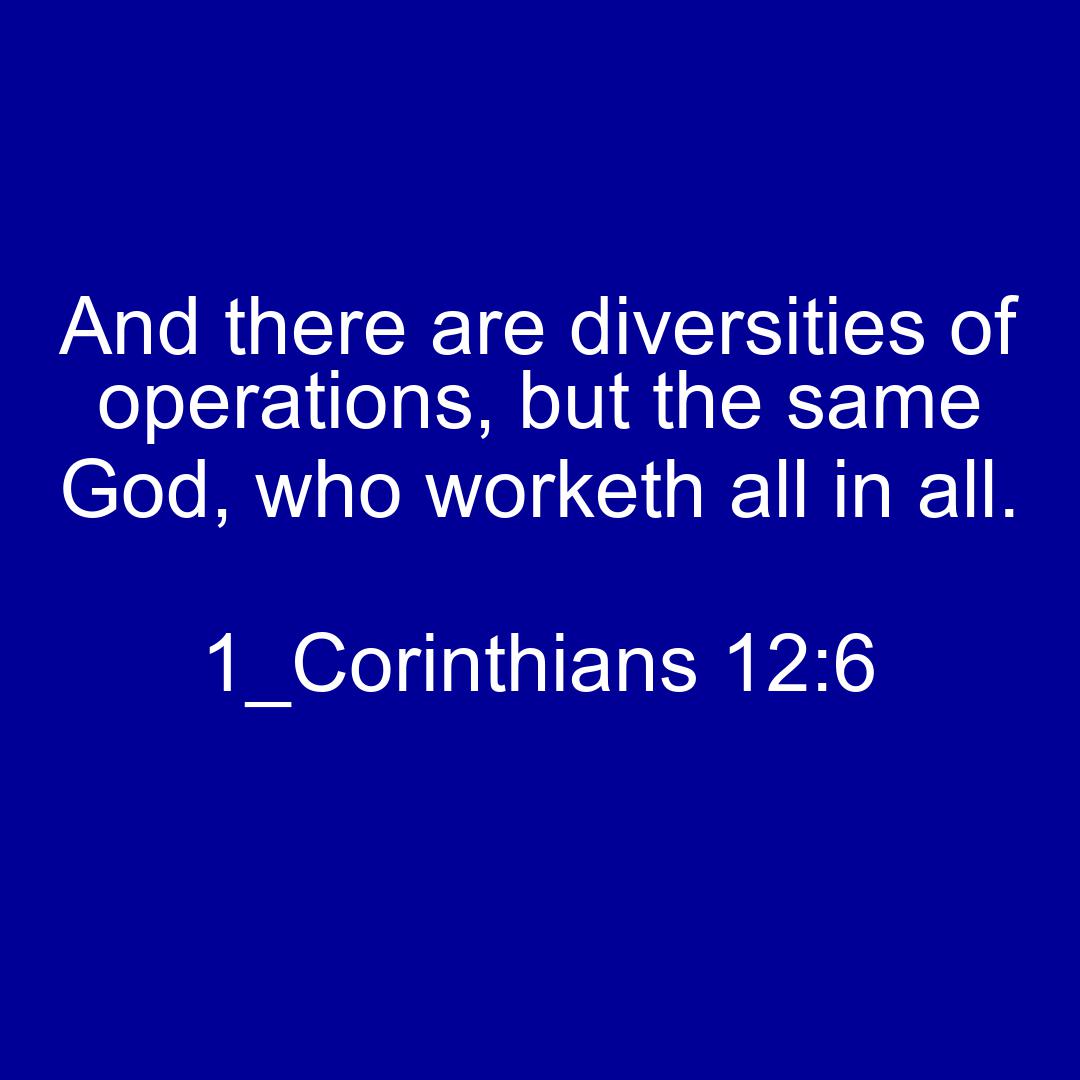 And there are diversities of
operations, but the same
God, who worketh all in all.
1_Corinthians 12:6